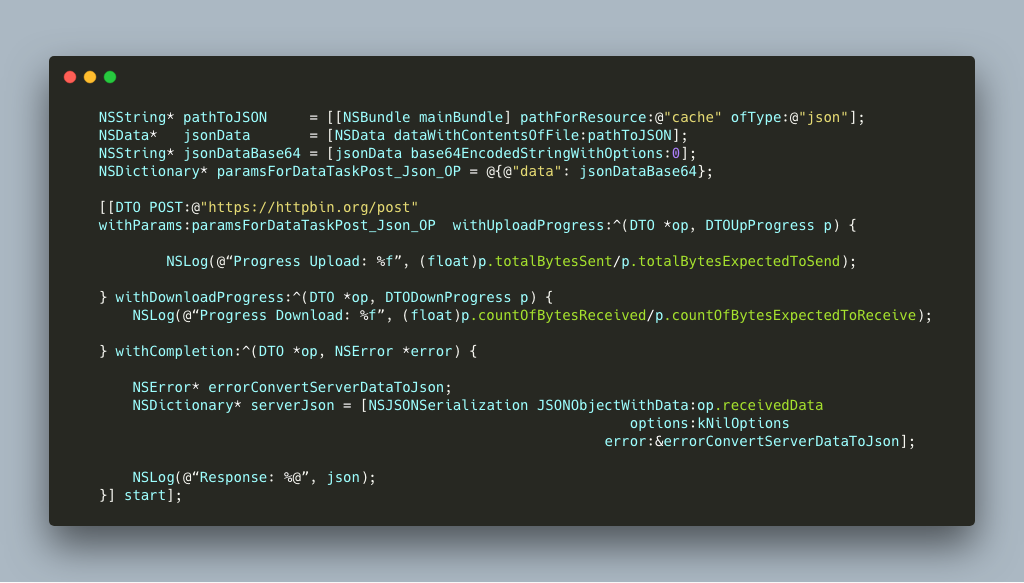 NSString* pathToJSON     = [[NSBundle mainBundle] pathForResource:@"cache" ofType:@"json"];
NSData*   jsonData       = [NSData dataWithContentsOfFile:pathToJSON];
NSString* jsonDataBase64 = [jsonData base64EncodedStringWithOptions:0];
NSDictionary* paramsForDataTaskPost_Json_OP = @{@"data": jsonDataBase64};
[[DTO POST:@"https://httpbin.org/post"
withParams:paramsForDataTaskPost_Json_OP  withUploadProgress:^(DTO *op, DTOUpProgress p) {
        NSLog(@“Progress Upload: %f”, (float)p.totalBytesSent/p.totalBytesExpectedToSend);
} withDownloadProgress:^(DTO *op, DTODownProgress p) {
    NSLog(@“Progress Download: %f”, (float)p.countOfBytesReceived/p.countOfBytesExpectedToReceive);
} withCompletion:^(DTO *op, NSError *error) {
    NSError* errorConvertServerDataToJson;
    NSDictionary* serverJson = [NSJSONSerialization JSONObjectWithData:op.receivedData
                                                               options:kNilOptions
                                                            error:&errorConvertServerDataToJson];
    NSLog(@“Response: %@”, json);
}] start];